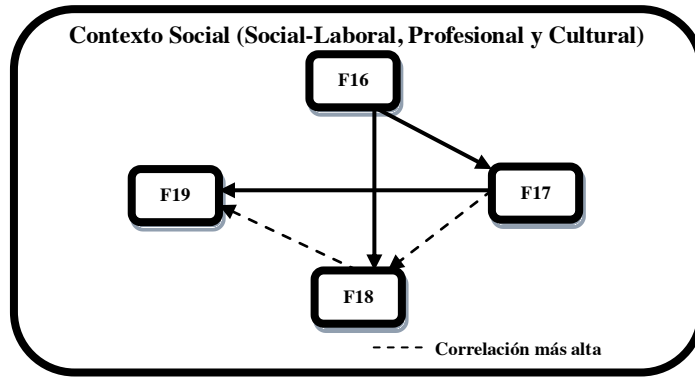 Contexto Social (Social-Laboral, Profesional y Cultural)
F16
F19
F17
F18
Correlación más alta